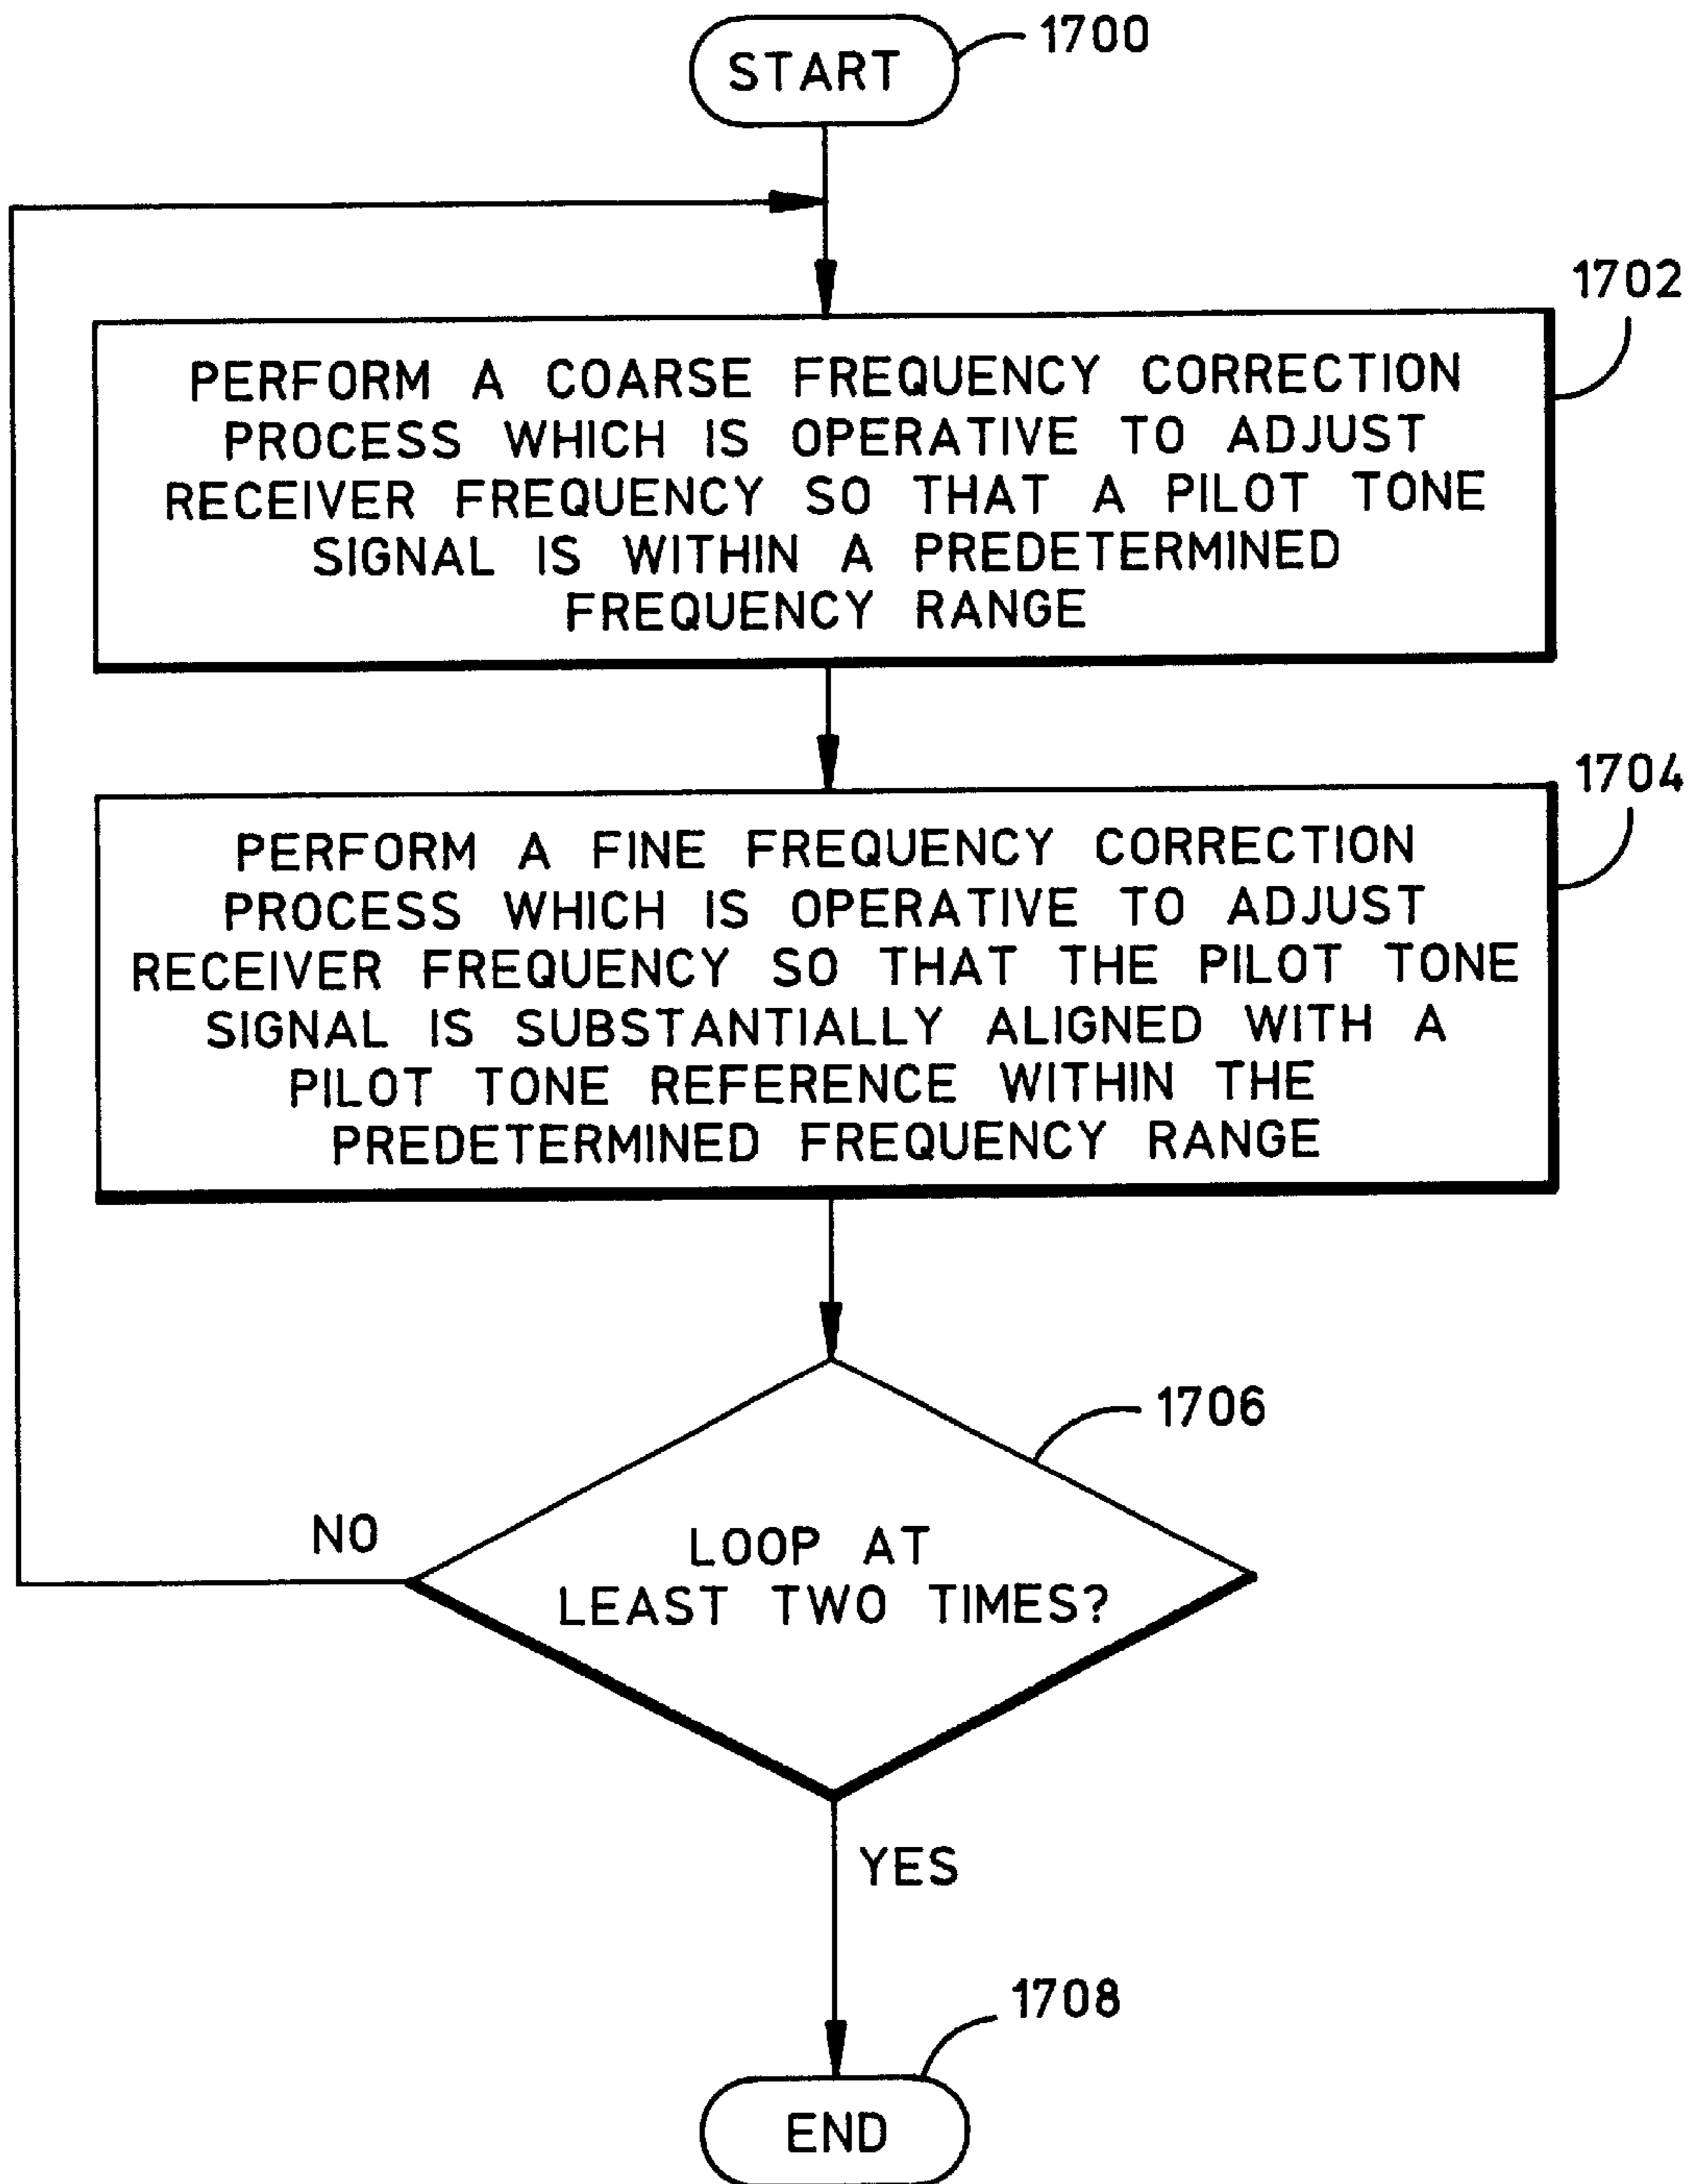 START
1700
1702
PERFORM A COARSE FREQUENCY CORRECTION
PROCESS WHICH IS OPERATIVE TO ADJUST
RECEIVER FREQUENCY SO THAT A PILOT TONE
SIGNAL IS WITHIN A PREDETERMINED
FREQUENCY RANGE
1704
PERFORM A FINE FREQUENCY CORRECTION
PROCESS WHICH IS OPERATIVE TO ADJUST
RECEIVER FREQUENCY SO THAT THE PILOT TONE
SIGNAL IS SUBSTANTIALLY ALIGNED WITH A
PILOT TONE REFERENCE WITHIN THE
PREDETERMINED FREQUENCY RANGE
1706
NO
LOOP AT
LEAST TWO TIMES?
YES
1708
END